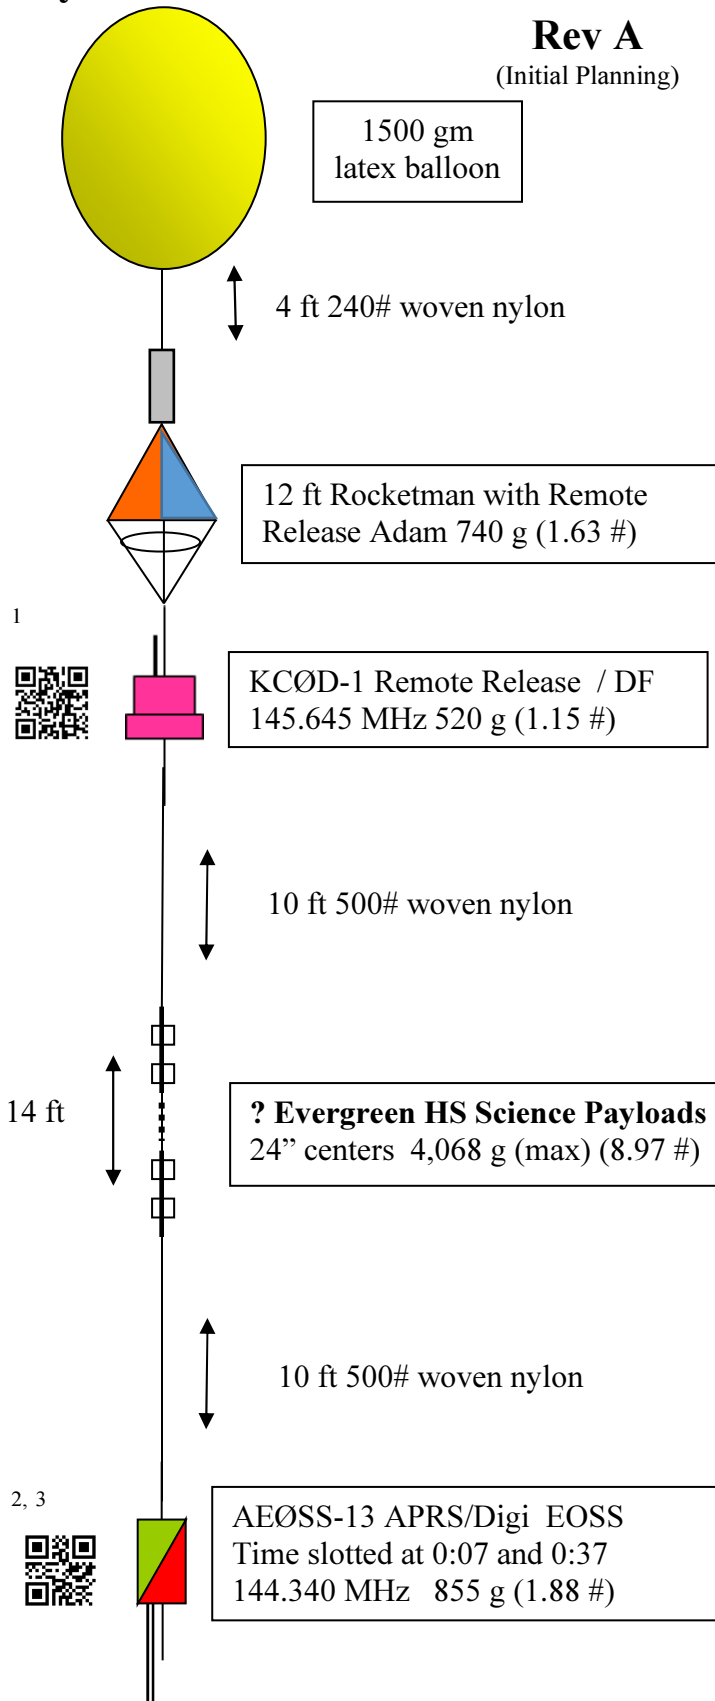 Rev A
(Initial Planning)
1500 gm
latex balloon
4 ft 240# woven nylon
12 ft Rocketman with Remote
Release Adam 740 g (1.63 #)
1
KCØD-1 Remote Release / DF
145.645 MHz 520 g (1.15 #)
10 ft 500# woven nylon
14 ft
? Evergreen HS Science Payloads
24” centers 4,068 g (max) (8.97 #)
10 ft 500# woven nylon
2, 3
AEØSS-13 APRS/Digi EOSS
Time slotted at 0:07 and 0:37
144.340 MHz 855 g (1.88 #)